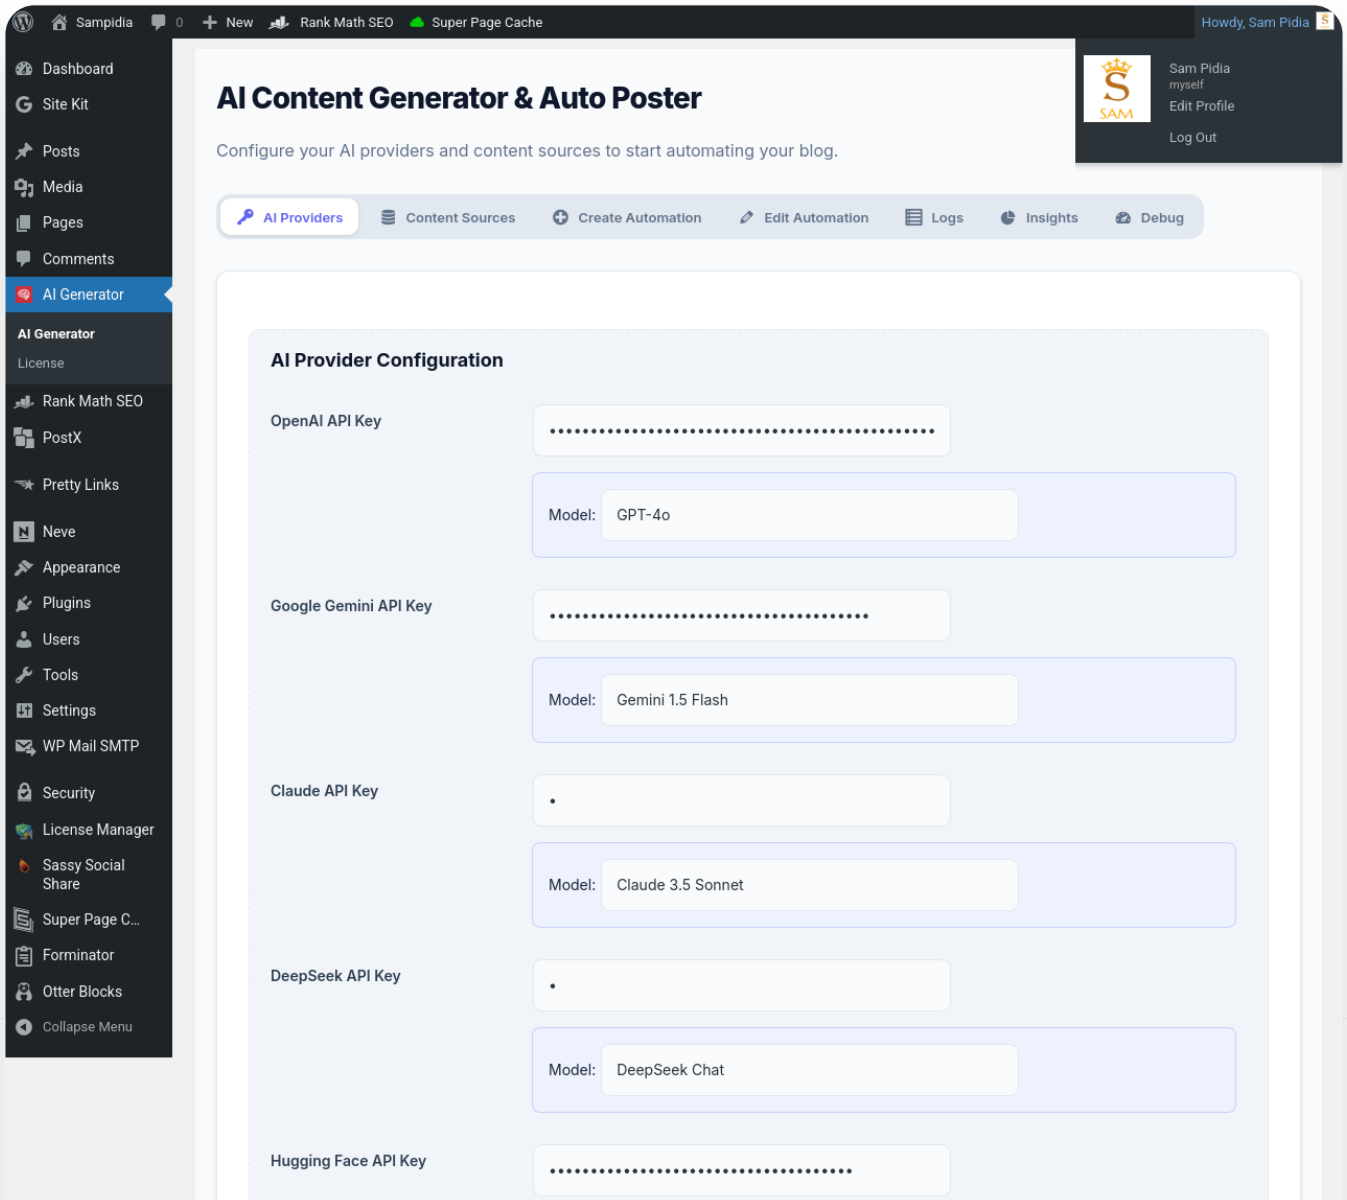 Sampidia
0
New
Rank Math SEO
Super Page Cache
Howdy, Sam Pidia
S
S
SAM
Sam Pidia
myself
Edit Profile
Log Out
Dashboard
Site Kit
Posts
Media
Pages
Comments
AI Generator
AI Generator
License
Rank Math SEO
PostX
Pretty Links
Neve
Appearance
Plugins
Users
Tools
Settings
WP Mail SMTP
Security
License Manager
Sassy Social
Share
Super Page C...
Forminator
Otter Blocks
Collapse Menu
AI Content Generator & Auto Poster
Configure your AI providers and content sources to start automating your blog.
AI Providers
Content Sources
Create Automation
Edit Automation
Logs
Insights
Debug
AI Provider Configuration
OpenAI API Key
Model: GPT-4o
Google Gemini API Key
Model: Gemini 1.5 Flash
Claude API Key
Model: Claude 3.5 Sonnet
DeepSeek API Key
Model: DeepSeek Chat
Hugging Face API Key